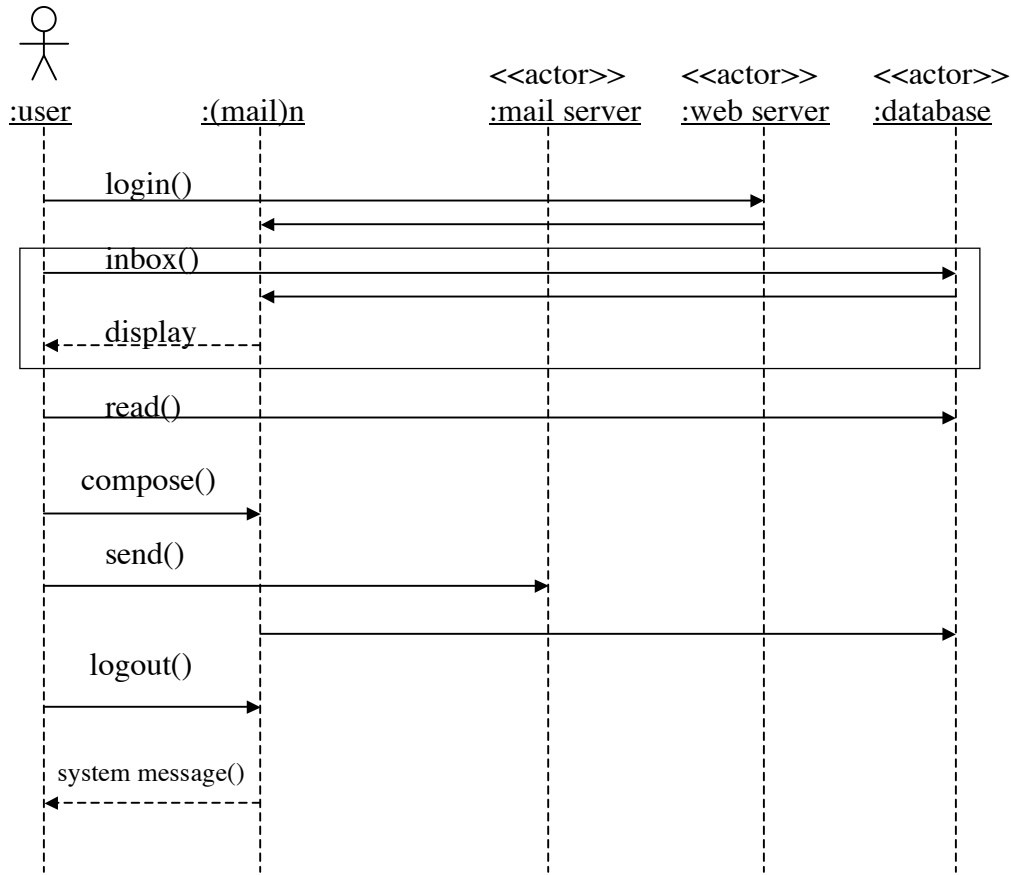 <<actor>> <<actor>> <<actor>>
:user :(mail)n :mail server :web server :database
login()
inbox()
display
read()
compose()
send()
logout()
system message()